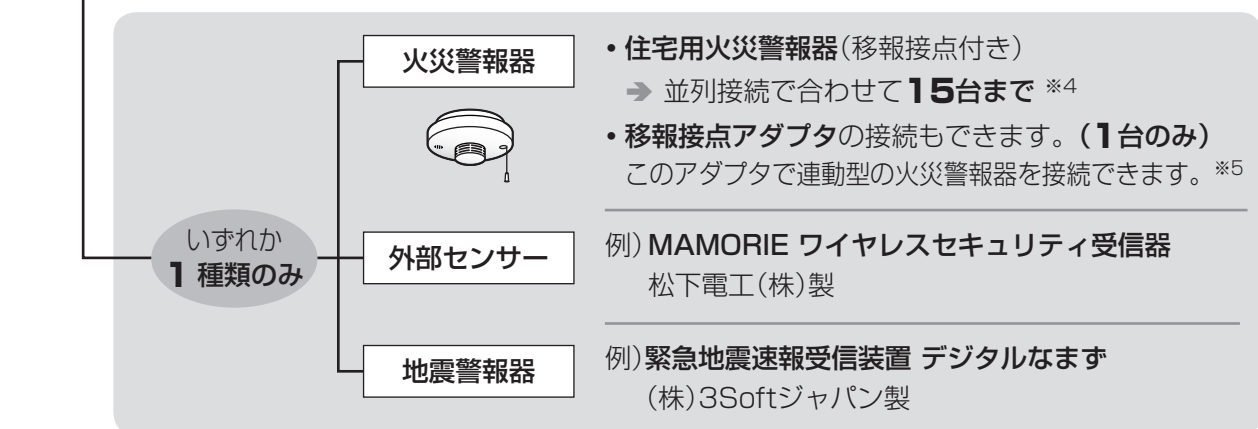 火災警報器
・住宅用火災警報器(移報接点付き)
➔ 並列接続で合わせて15台まで ※4
・移報接点アダプタの接続もできます。(1台のみ)
このアダプタで連動型の火災警報器を接続できます。※5
いずれか
1 種類のみ
外部センサー
例)MAMORIE ワイヤレスセキュリティ受信器
松下電工(株)製
地震警報器
例)緊急地震速報受信装置 デジタルなまず
(株)3Softジャパン製